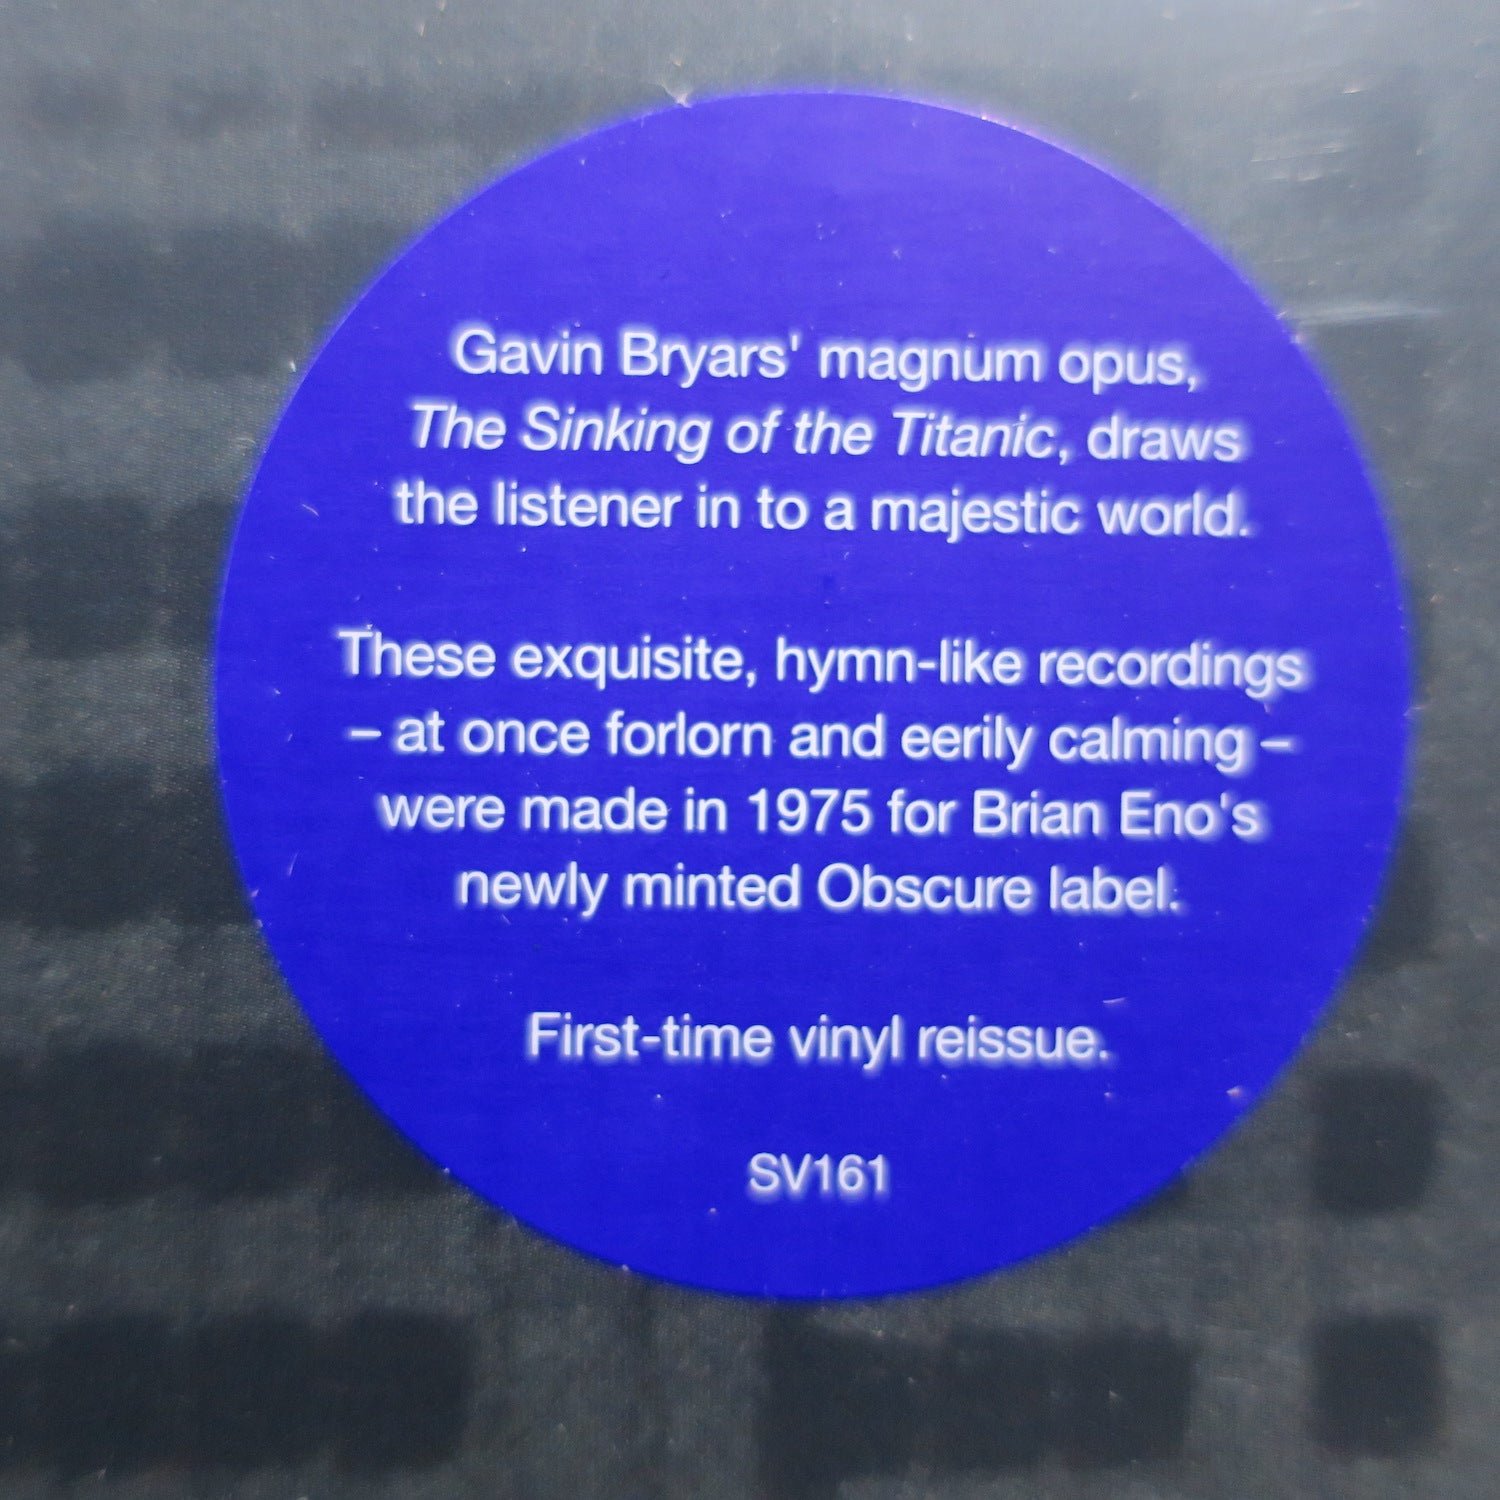 Gavin Bryars' magnum opus,
The Sinking of the Titanic, draws
the listener in to a majestic world.
These exquisite, hymn-like recordings
– at once forlorn and eerily calming –
were made in 1975 for Brian Eno's
newly minted Obscure label.
First-time vinyl reissue.
SV161